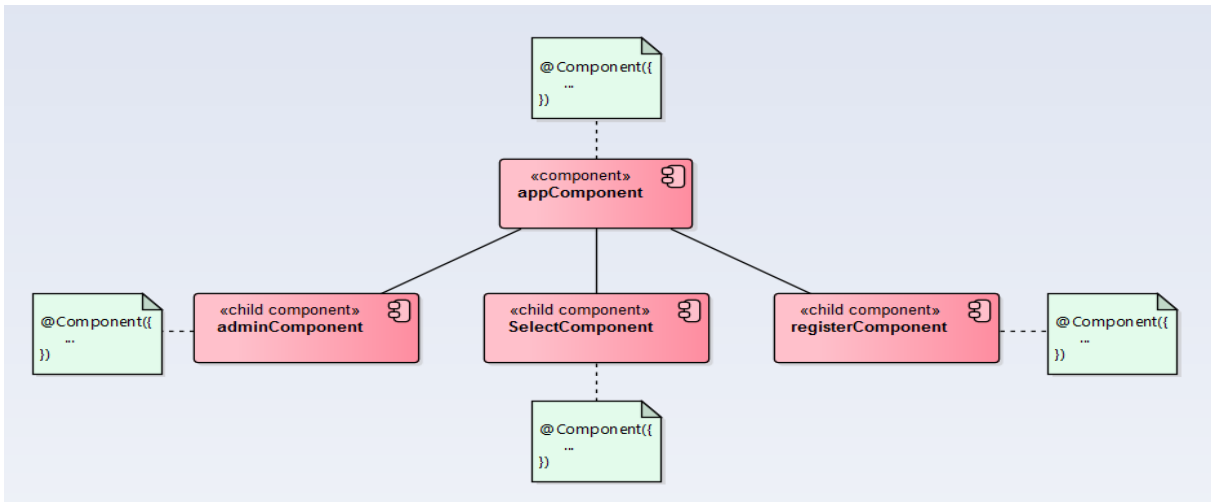 @Component({
...
})
«component»
appComponent
«child component»
adminComponent
«child component»
SelectComponent
«child component»
registerComponent
@Component({
...
})
@Component({
...
})
@Component({
...
})